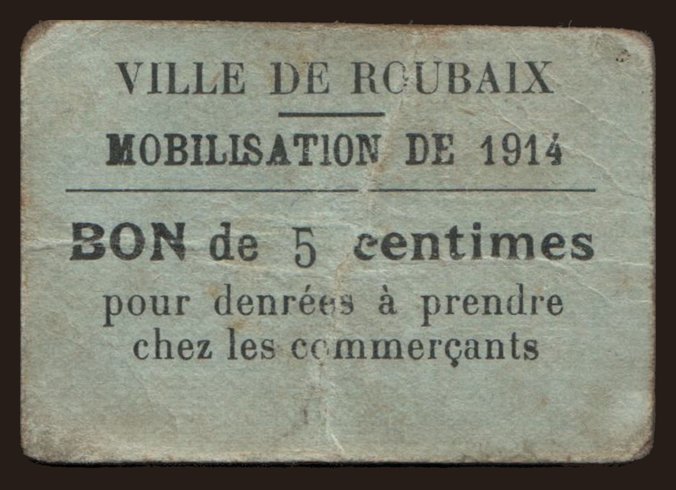 VILLE DE ROUBAIX
MOBILISATION DE 1914
BON de 5 centimes
pour denrées à prendre
chez les commerçants